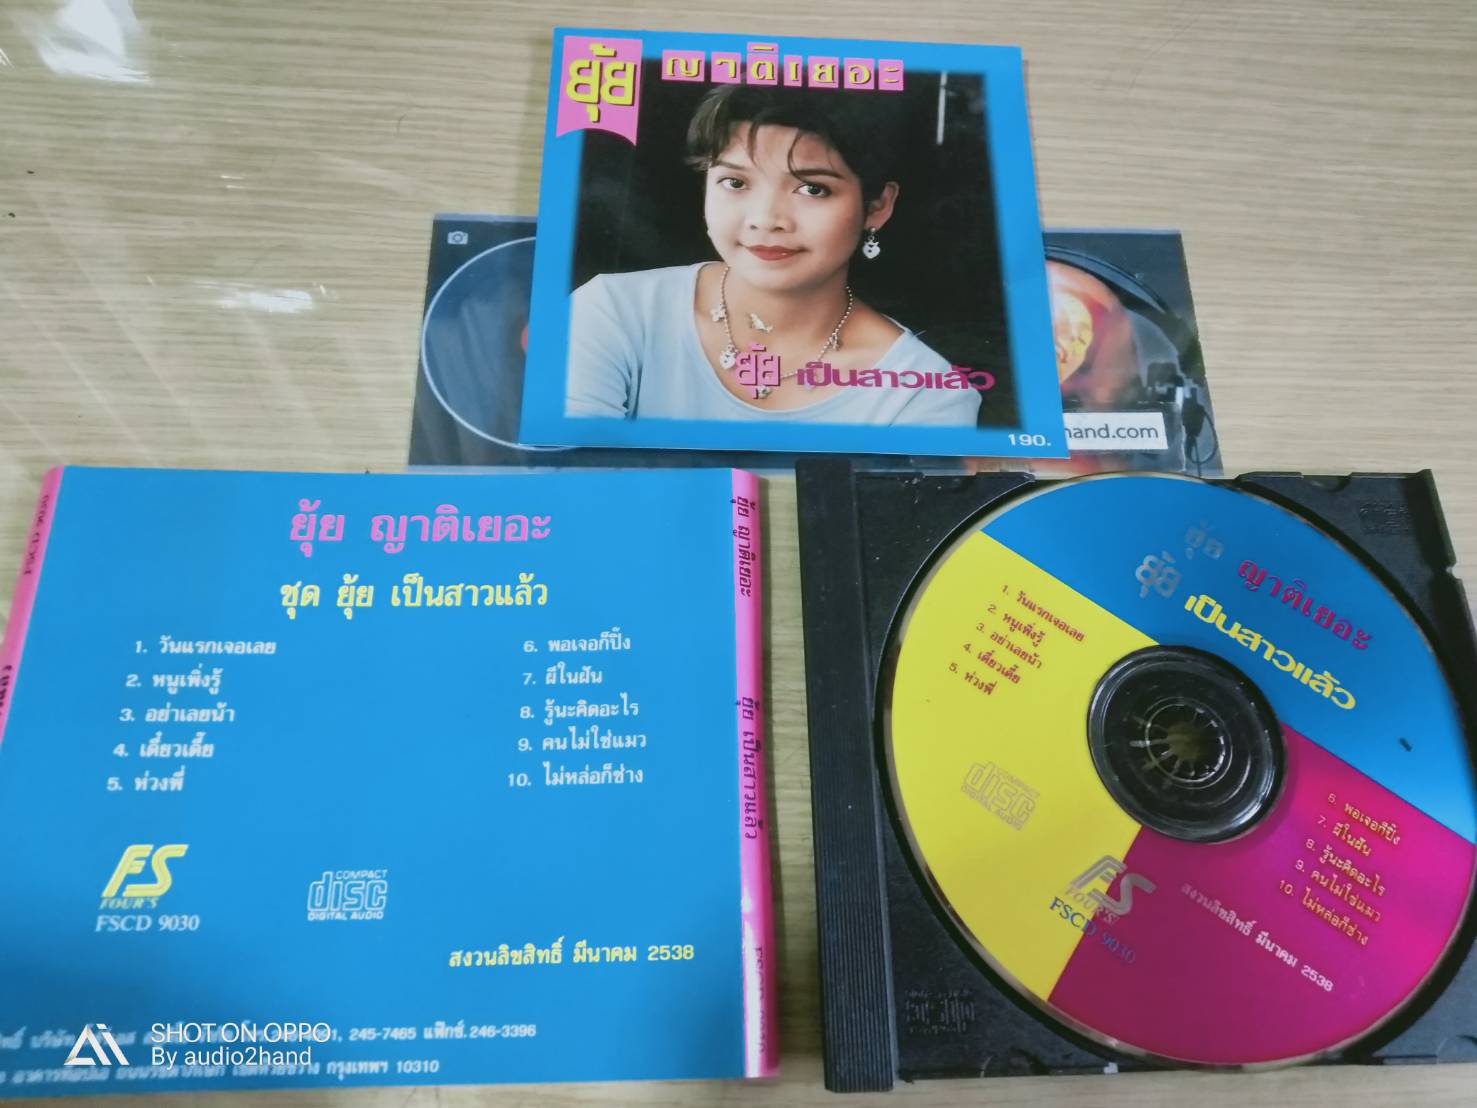 ยุ้ย ญาติเยอะ
ยุ้ย เป็นสาวแล้ว
190.
hand.com
ยุ้ย ญาติเยอะ
ชุด ยุ้ย เป็นสาวแล้ว
1. วันแรกเจอเลย
2. หนูเพิ่งรู้
3. อย่าเลยน้า
4. เดี๋ยวเดี้ย
5. ห่วงพี่
6. พอเจอก็ปิ๊ง
7. ผีในฝัน
8. รู้นะคิดอะไร
9. คนไม่ใช่แมว
10. ไม่หล่อก็ช่าง
FS
FOUR'S
FSCD 9030
COMPACT
disc
DIGITAL AUDIO
สงวนลิขสิทธิ์ มีนาคม 2538
245-7465 แฟ็กซ์. 246-3396
กรุงเทพฯ 10310
ยุ้ย ญาติเยอะ
ยุ้ย เป็นสาวแล้ว
FSCD 9030
ยุ้ย ญาติเยอะ
ยุ้ย เป็นสาวแล้ว
1. วันแรกเจอเลย
2. หนูเพิ่งรู้
3. อย่าเลยน้า
4. เดี๋ยวเดี้ย
5. ห่วงพี่
COMPACT
disc
DIGITAL AUDIO
6. พอเจอก็ปิ๊ง
7. ผีในฝัน
8. รู้นะคิดอะไร
9. คนไม่ใช่แมว
10. ไม่หล่อก็ช่าง
FS
FOUR'S
FSCD 9030
สงวนลิขสิทธิ์ มีนาคม 2538
SHOT ON OPPO
By audio2hand